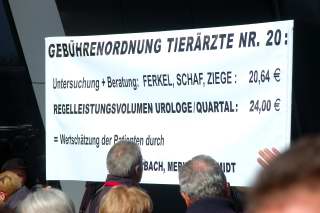 GEBÜHRENORDNUNG TIERÄRZTE NR. 20:
Untersuchung + Beratung: FERKEL, SCHAF, ZIEGE: 20,64 €
REGELLEISTUNGSVOLUMEN UROLOGE/QUARTAL: 24,00 €
= Wertschätzung der Patienten durch